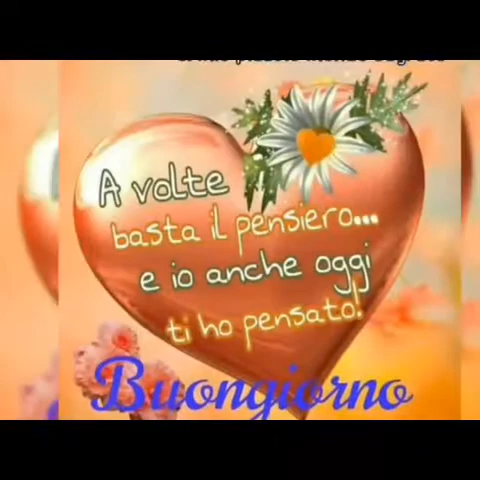 A volte
basta il pensiero...
e io anche oggi
ti ho pensato!
Buongiorno